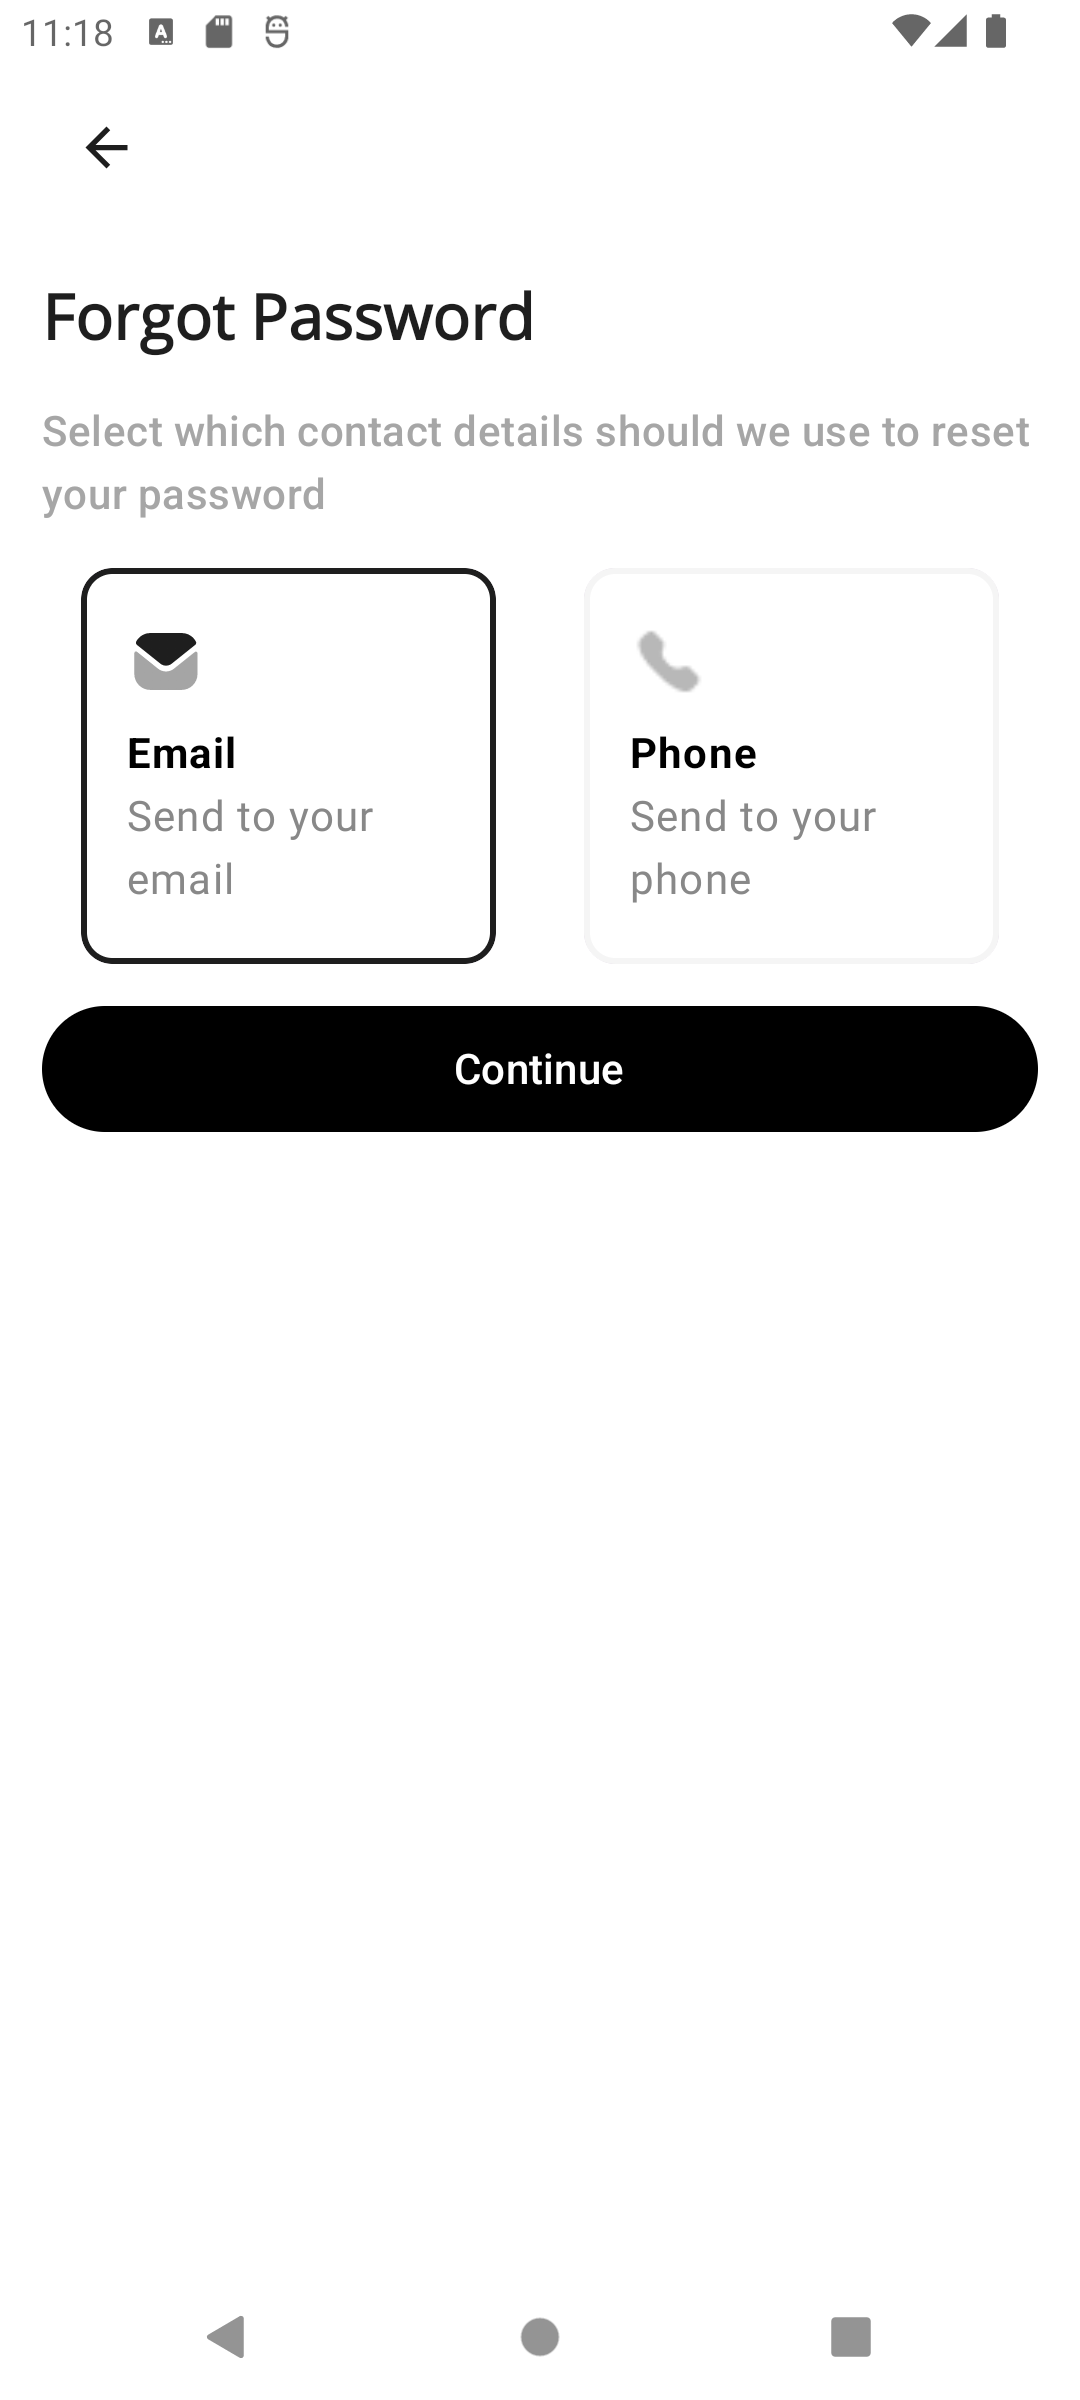 11:18
Forgot Password
Select which contact details should we use to reset
your password
Email
Send to your
email
Phone
Send to your
phone
Continue